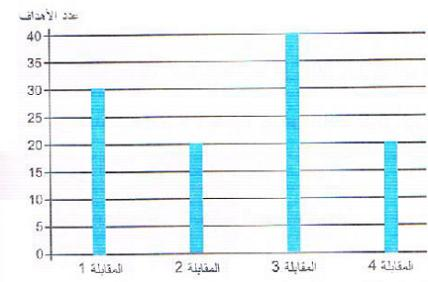 عدد الأهداف
40
35
30
25
20
15
10
5
0
المقابلة 1
المقابلة 2
المقابلة 3
المقابلة 4